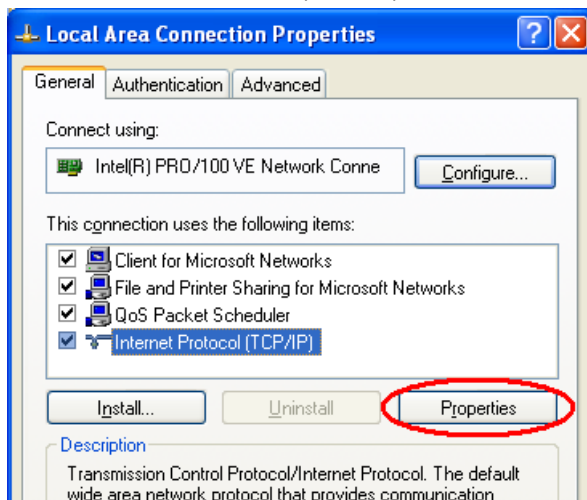 Local Area Connection Properties
General Authentication Advanced
Connect using:
Intel(R) PRO/100 VE Network Conne Configure...
This connection uses the following items:
Client for Microsoft Networks
File and Printer Sharing for Microsoft Networks
QoS Packet Scheduler
Internet Protocol (TCP/IP)
Install... Uninstall Properties
Description
Transmission Control Protocol/Internet Protocol. The default
wide area network protocol that provides communication